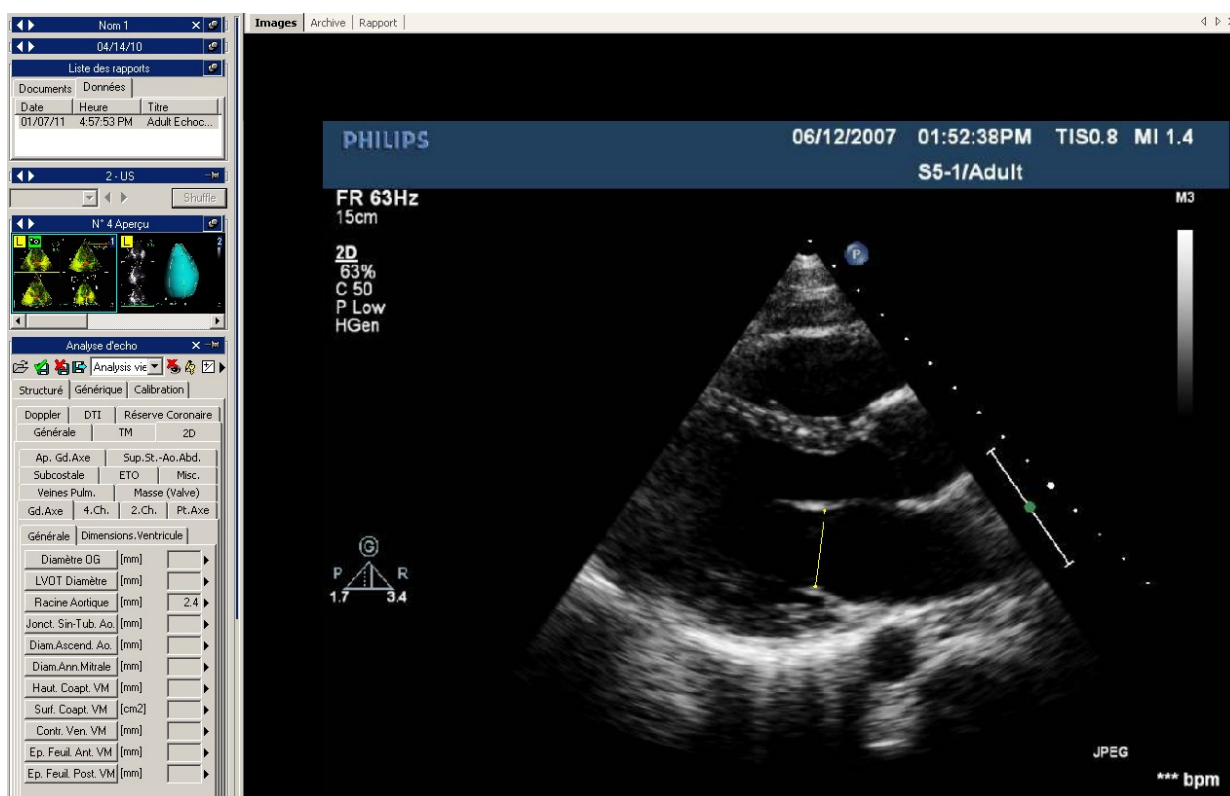 Nom 1
04/14/10
Liste des rapports
Documents Données
Date Heure Titre
01/07/11 4:57:53 PM Adult Echoc...
2 - US
Shuffle
N° 4 Aperçu
L 1 L 2
Analyse d'echo
Analysis vie
Structuré Générique Calibration
Doppler DTI Réserve Coronaire
Générale TM 2D
Ap. Gd.Axe Sup.St.-Ao.Abd.
Subcostale ETO Misc.
Veines Pulm. Masse (Valve)
Gd.Axe 4.Ch. 2.Ch. Pt.Axe
Générale Dimensions.Ventricule
Diamètre OG [mm]
LVOT Diamètre [mm]
Racine Aortique [mm] 2.4
Jonct. Sin-Tub. Ao. [mm]
Diam.Ascend. Ao. [mm]
Diam.Ann.Mitrale [mm]
Haut. Coapt. VM [mm]
Surf. Coapt. VM [cm2]
Contr. Ven. VM [mm]
Ep. Feuil. Ant. VM [mm]
Ep. Feuil. Post. VM [mm]
Images Archive Rapport
PHILIPS 06/12/2007 01:52:38PM TIS0.8 MI 1.4
S5-1/Adult
FR 63Hz
15cm
M3
2D
63%
C 50
P Low
HGen
P
G
P R
1.7 3.4
JPEG
*** bpm